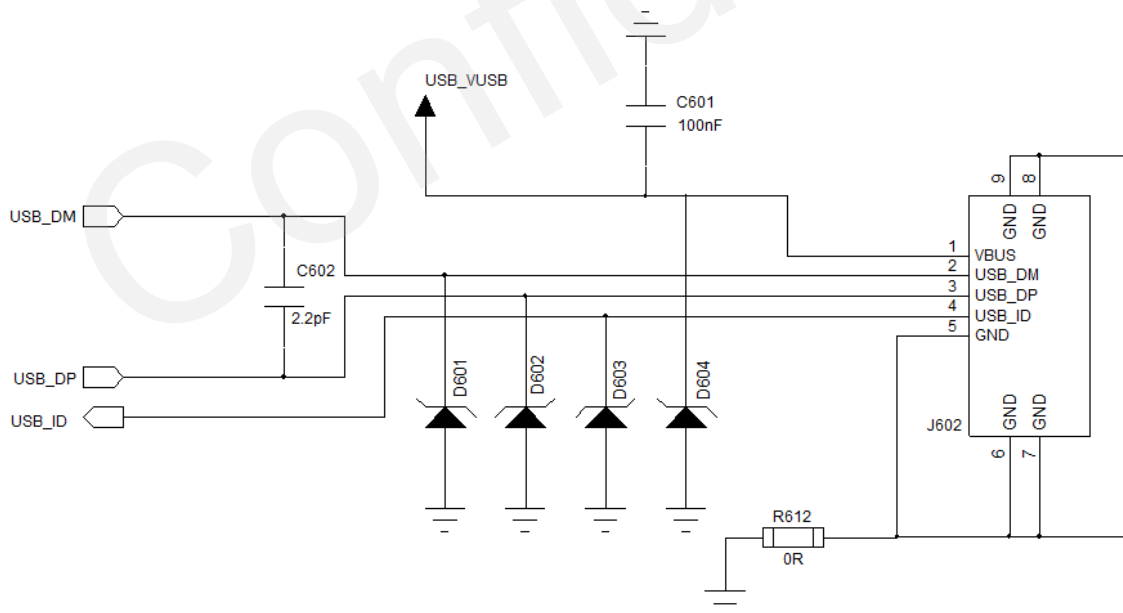 Confid
USB_VUSB
C601
100nF
9
8
GND
GND
USB_DM
C602
2.2pF
1
VBUS
2
USB_DM
3
USB_DP
4
USB_ID
5
GND
USB_DP
USB_ID
D601
D602
D603
D604
J602
GND
GND
6
7
R612
0R